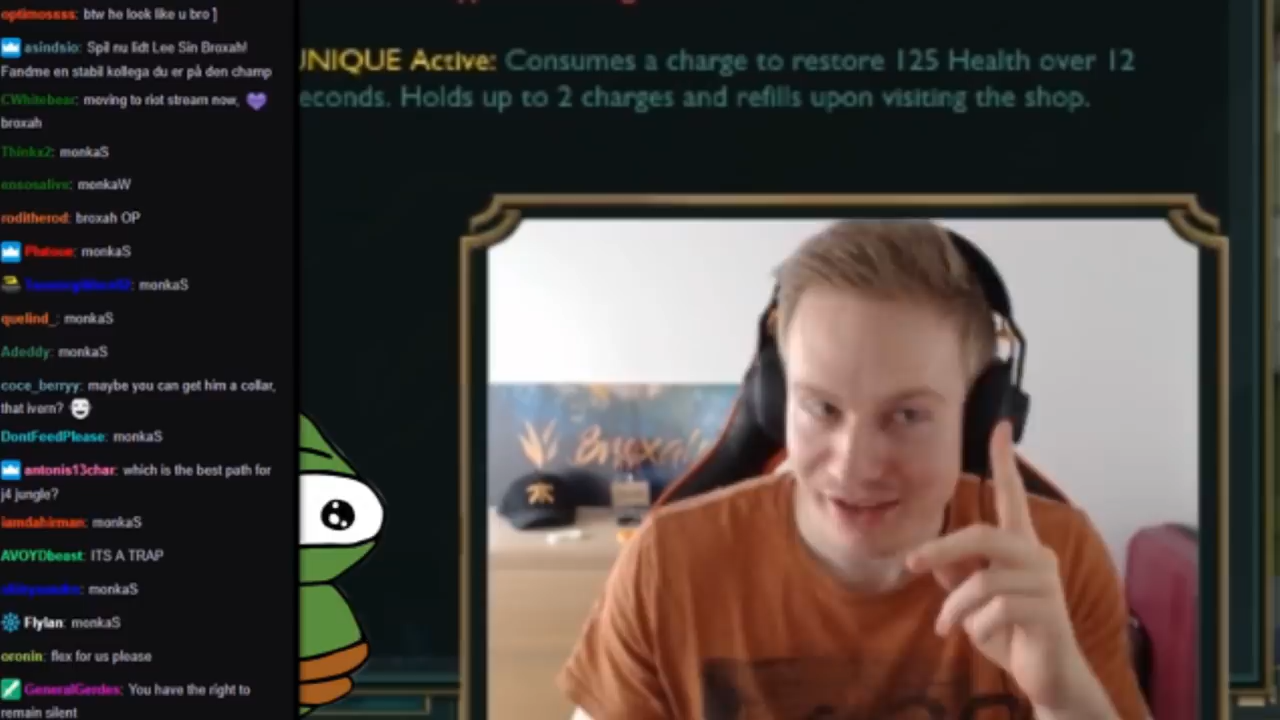 optimossss: btw he look like u bro ]
asindsio: Spil nu lidt Lee Sin Broxah!
Fandme en stabil kollega du er på den champ
CWhitebear: moving to riot stream now,
broxah
Thinkx2: monkaS
ensosalive: monkaW
roditherod: broxah OP
monkaS
monkaS
quelind_: monkaS
Adeddy: monkaS
coce_berryy: maybe you can get him a collar,
that ivern?
DontFeedPlease: monkaS
antonis13char: which is the best path for
j4 jungle?
iamdahirman: monkaS
AVOYDbeast: ITS A TRAP
monkaS
Flylan: monkaS
oronin: flex for us please
GeneralGerdes: You have the right to
remain silent
UNIQUE Active: Consumes a charge to restore 125 Health over 12
econds. Holds up to 2 charges and refills upon visiting the shop.
Broxah